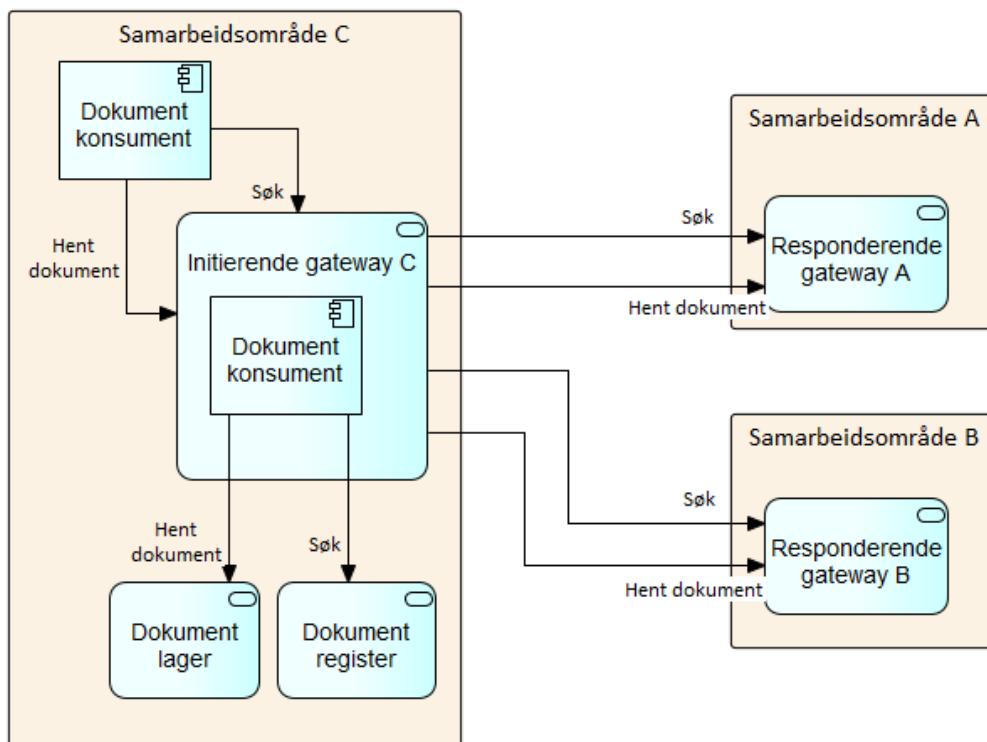 Samarbeidsområde C
Dokument
konsument
Søk
Hent
dokument
Initierende gateway C
Dokument
konsument
Hent
dokument
Søk
Dokument
lager
Dokument
register
Samarbeidsområde A
Søk
Responderende
gateway A
Hent dokument
Samarbeidsområde B
Søk
Responderende
gateway B
Hent dokument